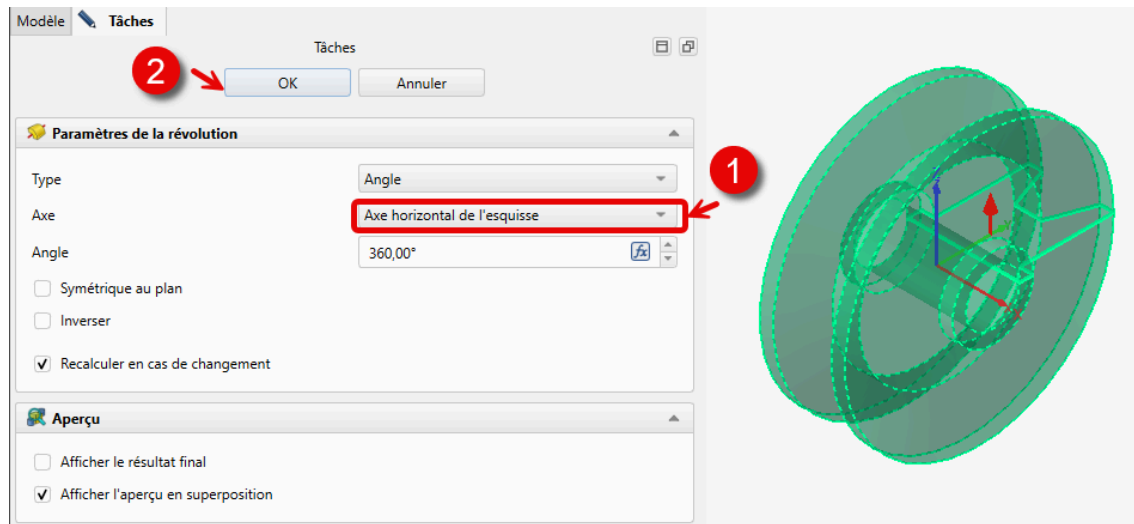 Modèle Tâches
Tâches
2
OK Annuler
Paramètres de la révolution
1
Type Angle
Axe Axe horizontal de l'esquisse
Angle 360,00° fx
Symétrique au plan
Inverser
Recalculer en cas de changement
Aperçu
Afficher le résultat final
Afficher l'aperçu en superposition
X